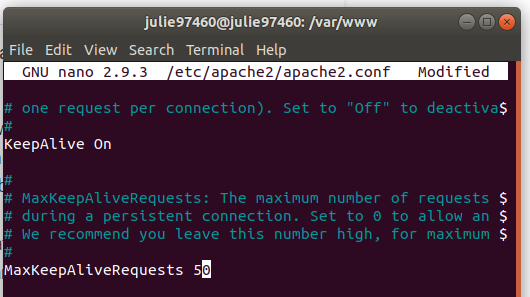 julie97460@julie97460: /var/www
File Edit View Search Terminal Help
GNU nano 2.9.3 /etc/apache2/apache2.conf Modified
# one request per connection). Set to "Off" to deactiva$
#
KeepAlive On
#
# MaxKeepAliveRequests: The maximum number of requests $
# during a persistent connection. Set to 0 to allow an $
# We recommend you leave this number high, for maximum $
#
MaxKeepAliveRequests 50